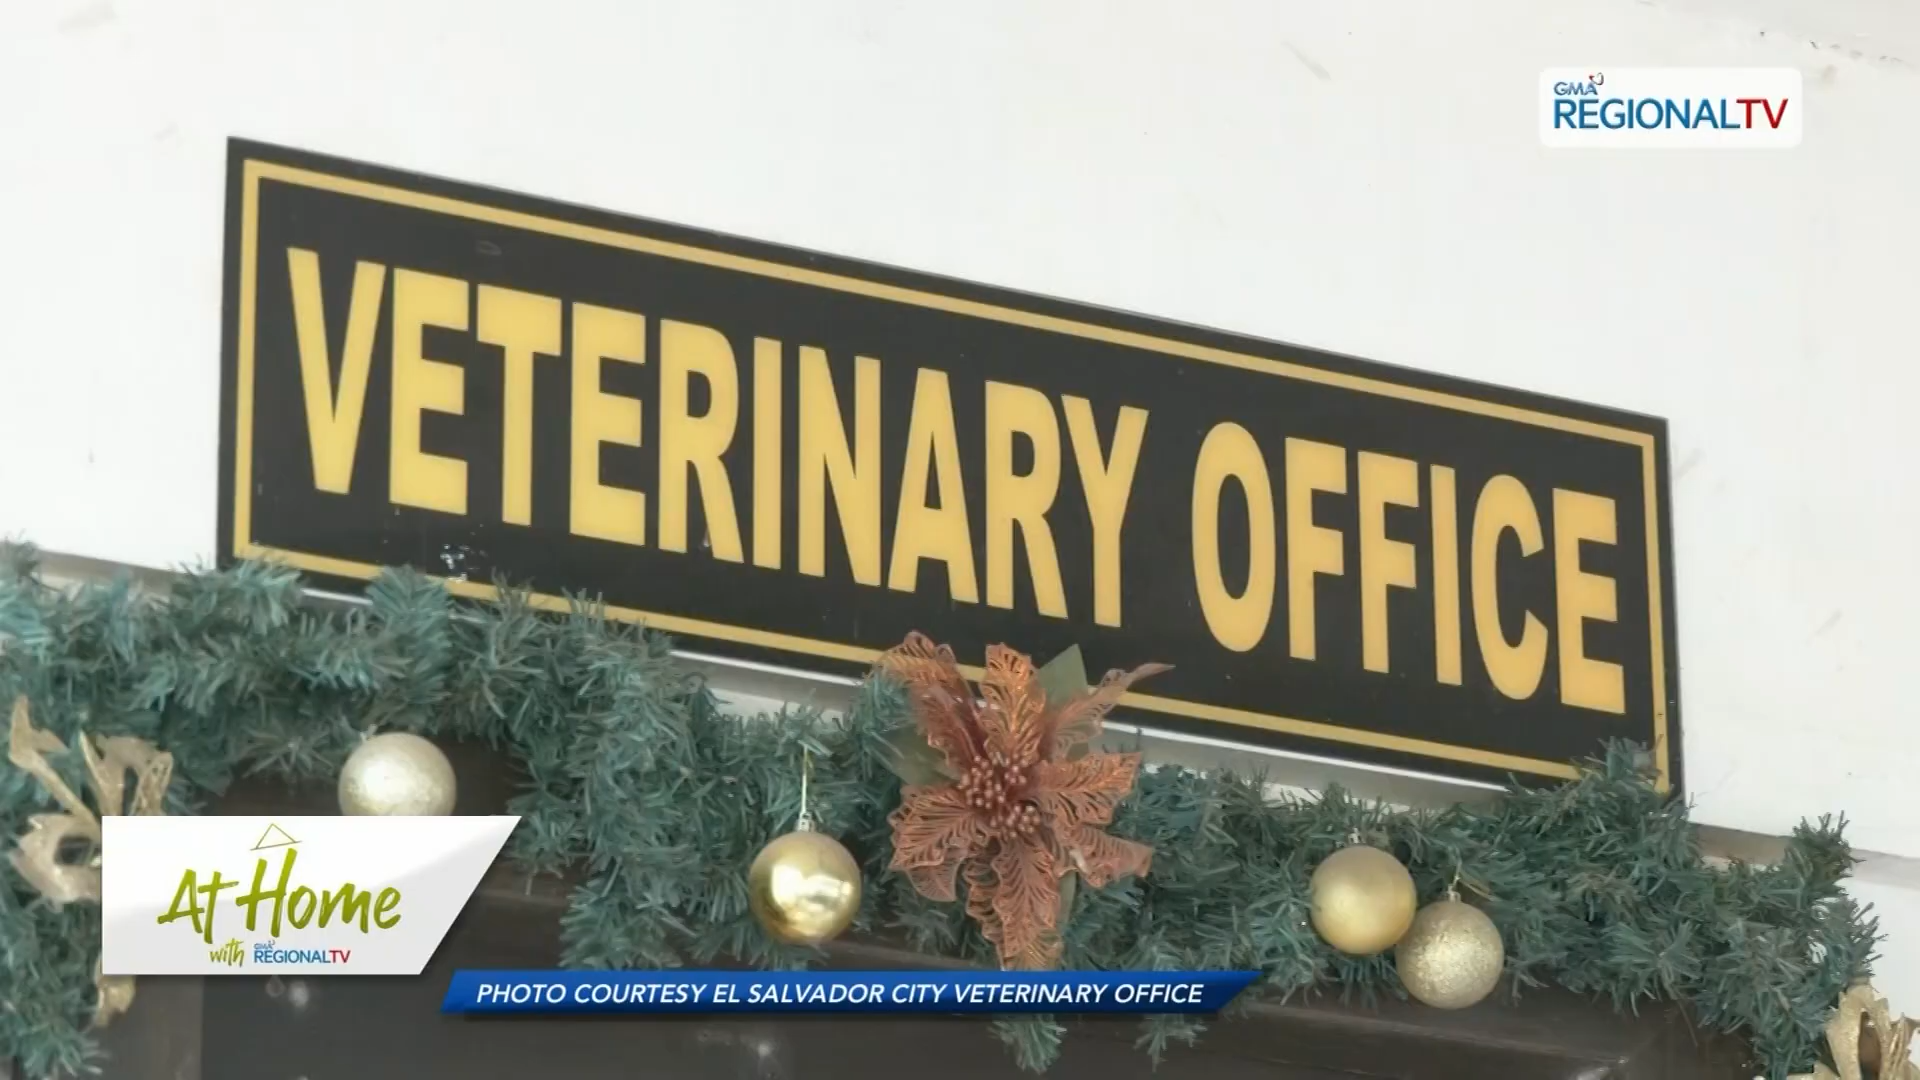 GMA
REGIONALTV
VETERINARY OFFICE
At Home
with GMA REGIONALTV
PHOTO COURTESY EL SALVADOR CITY VETERINARY OFFICE